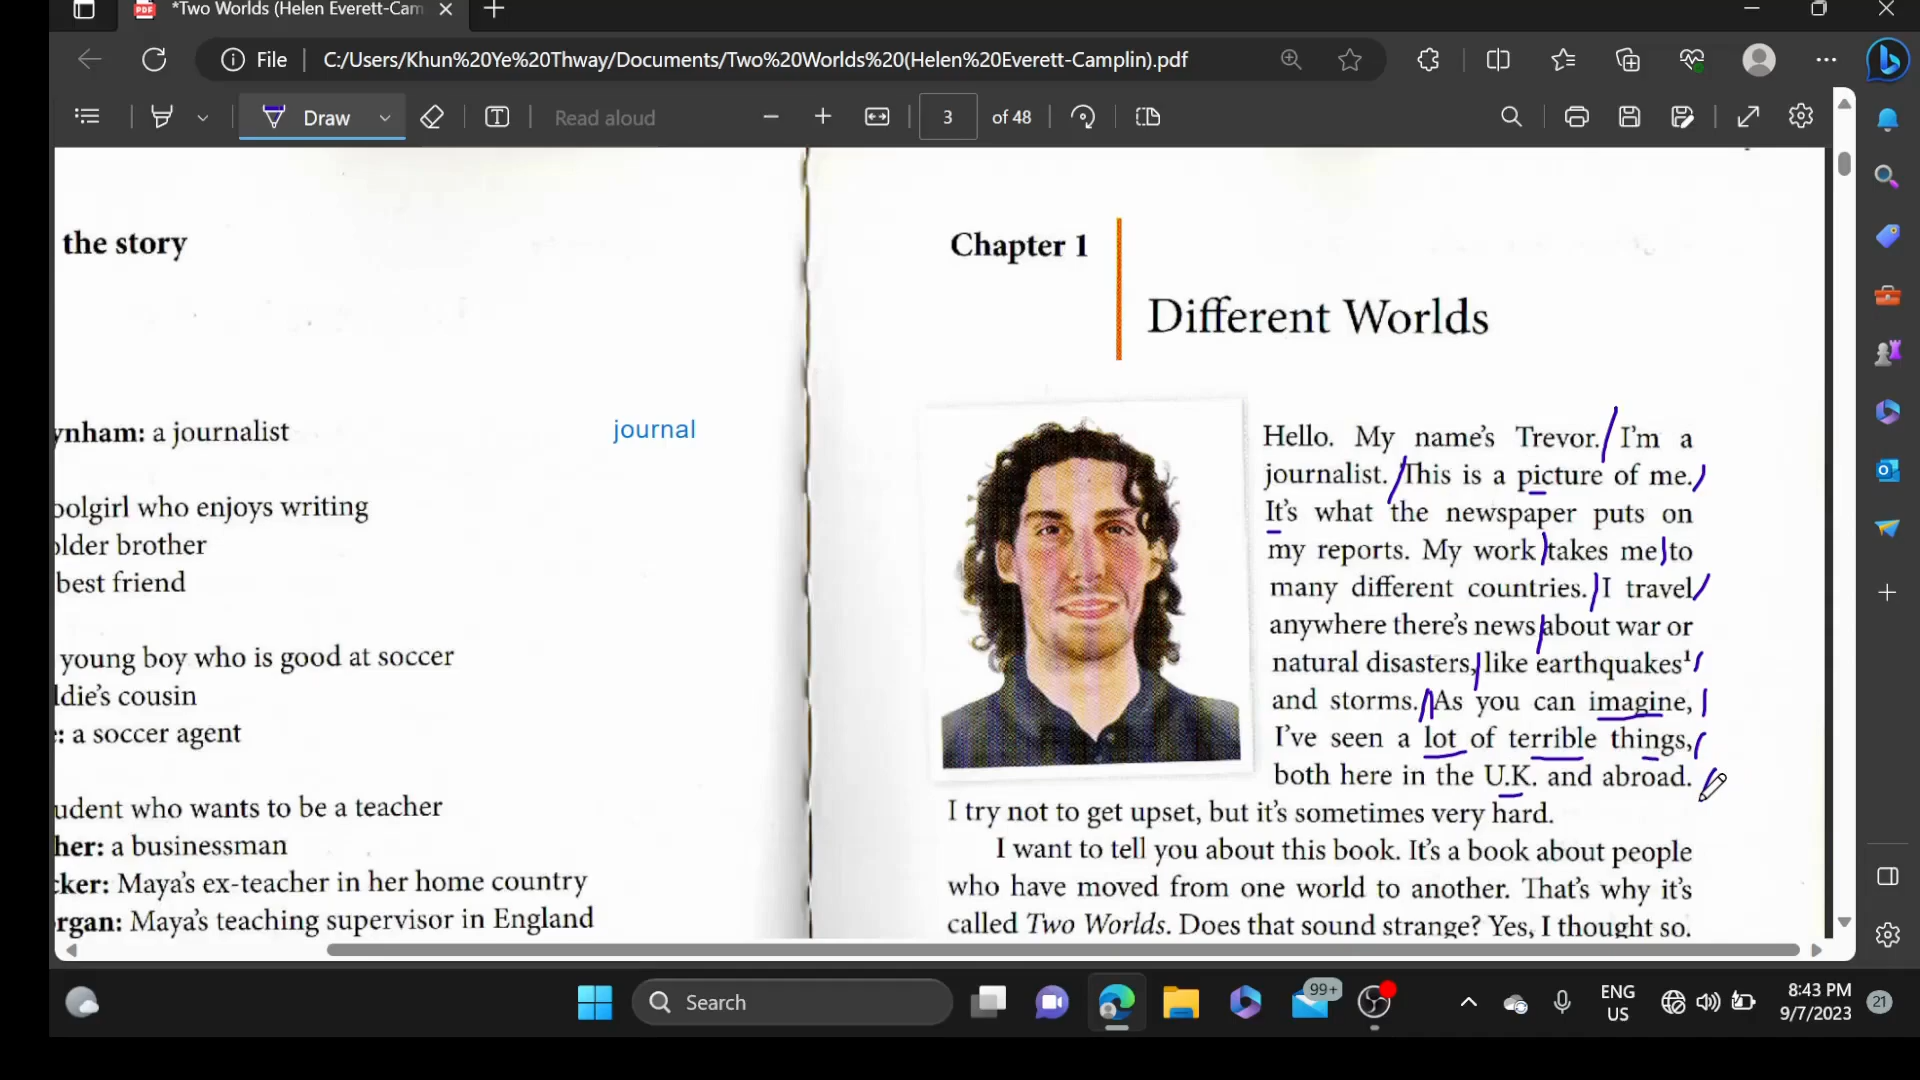 *Two Worlds (Helen Everett-Cam
File
C:/Users/Khun%20Ye%20Thway/Documents/Two%20Worlds%20(Helen%20Everett-Camplin).pdf
Draw
Read aloud
3
of 48
the story
ynham: a journalist
journal
oolgirl who enjoys writing
older brother
best friend
young boy who is good at soccer
ldie's cousin
: a soccer agent
udent who wants to be a teacher
her: a businessman
cker: Maya's ex-teacher in her home country
rgan: Maya's teaching supervisor in England
Chapter 1
Different Worlds
Hello. My name's Trevor. I'm a
journalist. This is a picture of me.
It's what the newspaper puts on
my reports. My work takes me to
many different countries. I travel
anywhere there's news about war or
natural disasters, like earthquakes¹
and storms. As you can imagine,
I've seen a lot of terrible things,
both here in the U.K. and abroad.
I try not to get upset, but it's sometimes very hard.
I want to tell you about this book. It's a book about people
who have moved from one world to another. That's why it's
called Two Worlds. Does that sound strange? Yes, I thought so.
Search
99+
ENG
US
8:43 PM
9/7/2023
21